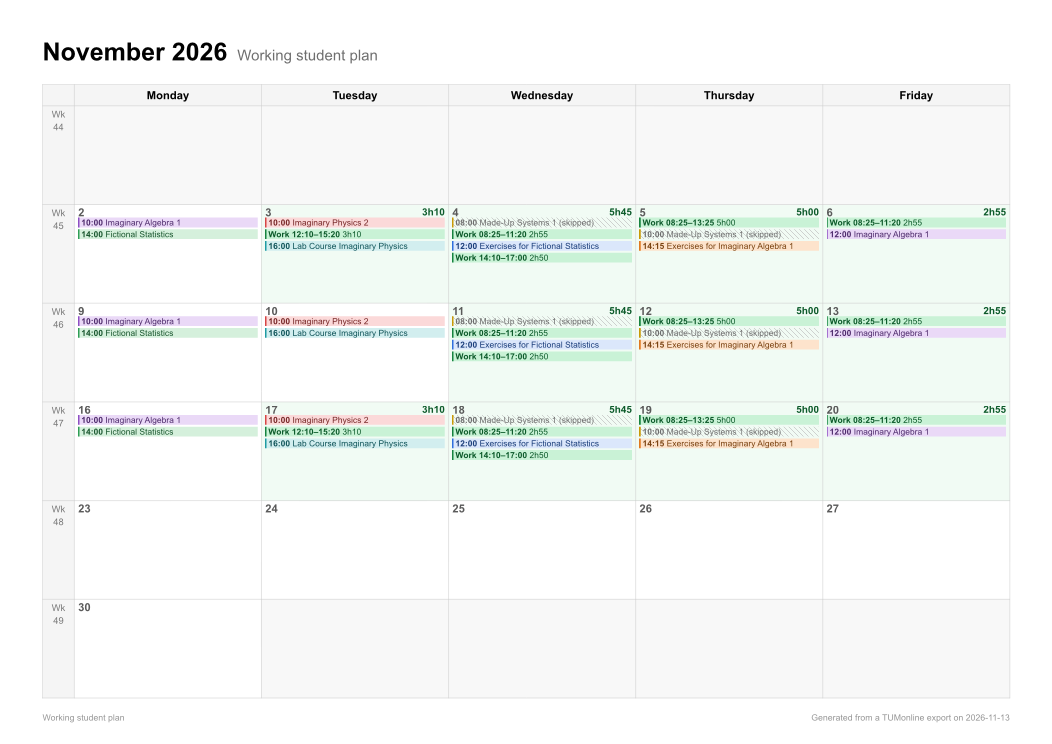 November 2026 Working student plan
Monday Tuesday Wednesday Thursday Friday
Wk
44
Wk
45
2
10:00 Imaginary Algebra 1
14:00 Fictional Statistics
3 3h10
10:00 Imaginary Physics 2
Work 12:10–15:20 3h10
16:00 Lab Course Imaginary Physics
4 5h45
08:00 Made-Up Systems 1 (skipped)
Work 08:25–11:20 2h55
12:00 Exercises for Fictional Statistics
Work 14:10–17:00 2h50
5 5h00
Work 08:25–13:25 5h00
10:00 Made-Up Systems 1 (skipped)
14:15 Exercises for Imaginary Algebra 1
6 2h55
Work 08:25–11:20 2h55
12:00 Imaginary Algebra 1
Wk
46
9
10:00 Imaginary Algebra 1
14:00 Fictional Statistics
10
10:00 Imaginary Physics 2
16:00 Lab Course Imaginary Physics
11 5h45
08:00 Made-Up Systems 1 (skipped)
Work 08:25–11:20 2h55
12:00 Exercises for Fictional Statistics
Work 14:10–17:00 2h50
12 5h00
Work 08:25–13:25 5h00
10:00 Made-Up Systems 1 (skipped)
14:15 Exercises for Imaginary Algebra 1
13 2h55
Work 08:25–11:20 2h55
12:00 Imaginary Algebra 1
Wk
47
16
10:00 Imaginary Algebra 1
14:00 Fictional Statistics
17 3h10
10:00 Imaginary Physics 2
Work 12:10–15:20 3h10
16:00 Lab Course Imaginary Physics
18 5h45
08:00 Made-Up Systems 1 (skipped)
Work 08:25–11:20 2h55
12:00 Exercises for Fictional Statistics
Work 14:10–17:00 2h50
19 5h00
Work 08:25–13:25 5h00
10:00 Made-Up Systems 1 (skipped)
14:15 Exercises for Imaginary Algebra 1
20 2h55
Work 08:25–11:20 2h55
12:00 Imaginary Algebra 1
Wk
48
23
24
25
26
27
Wk
49
30
Working student plan
Generated from a TUMonline export on 2026-11-13